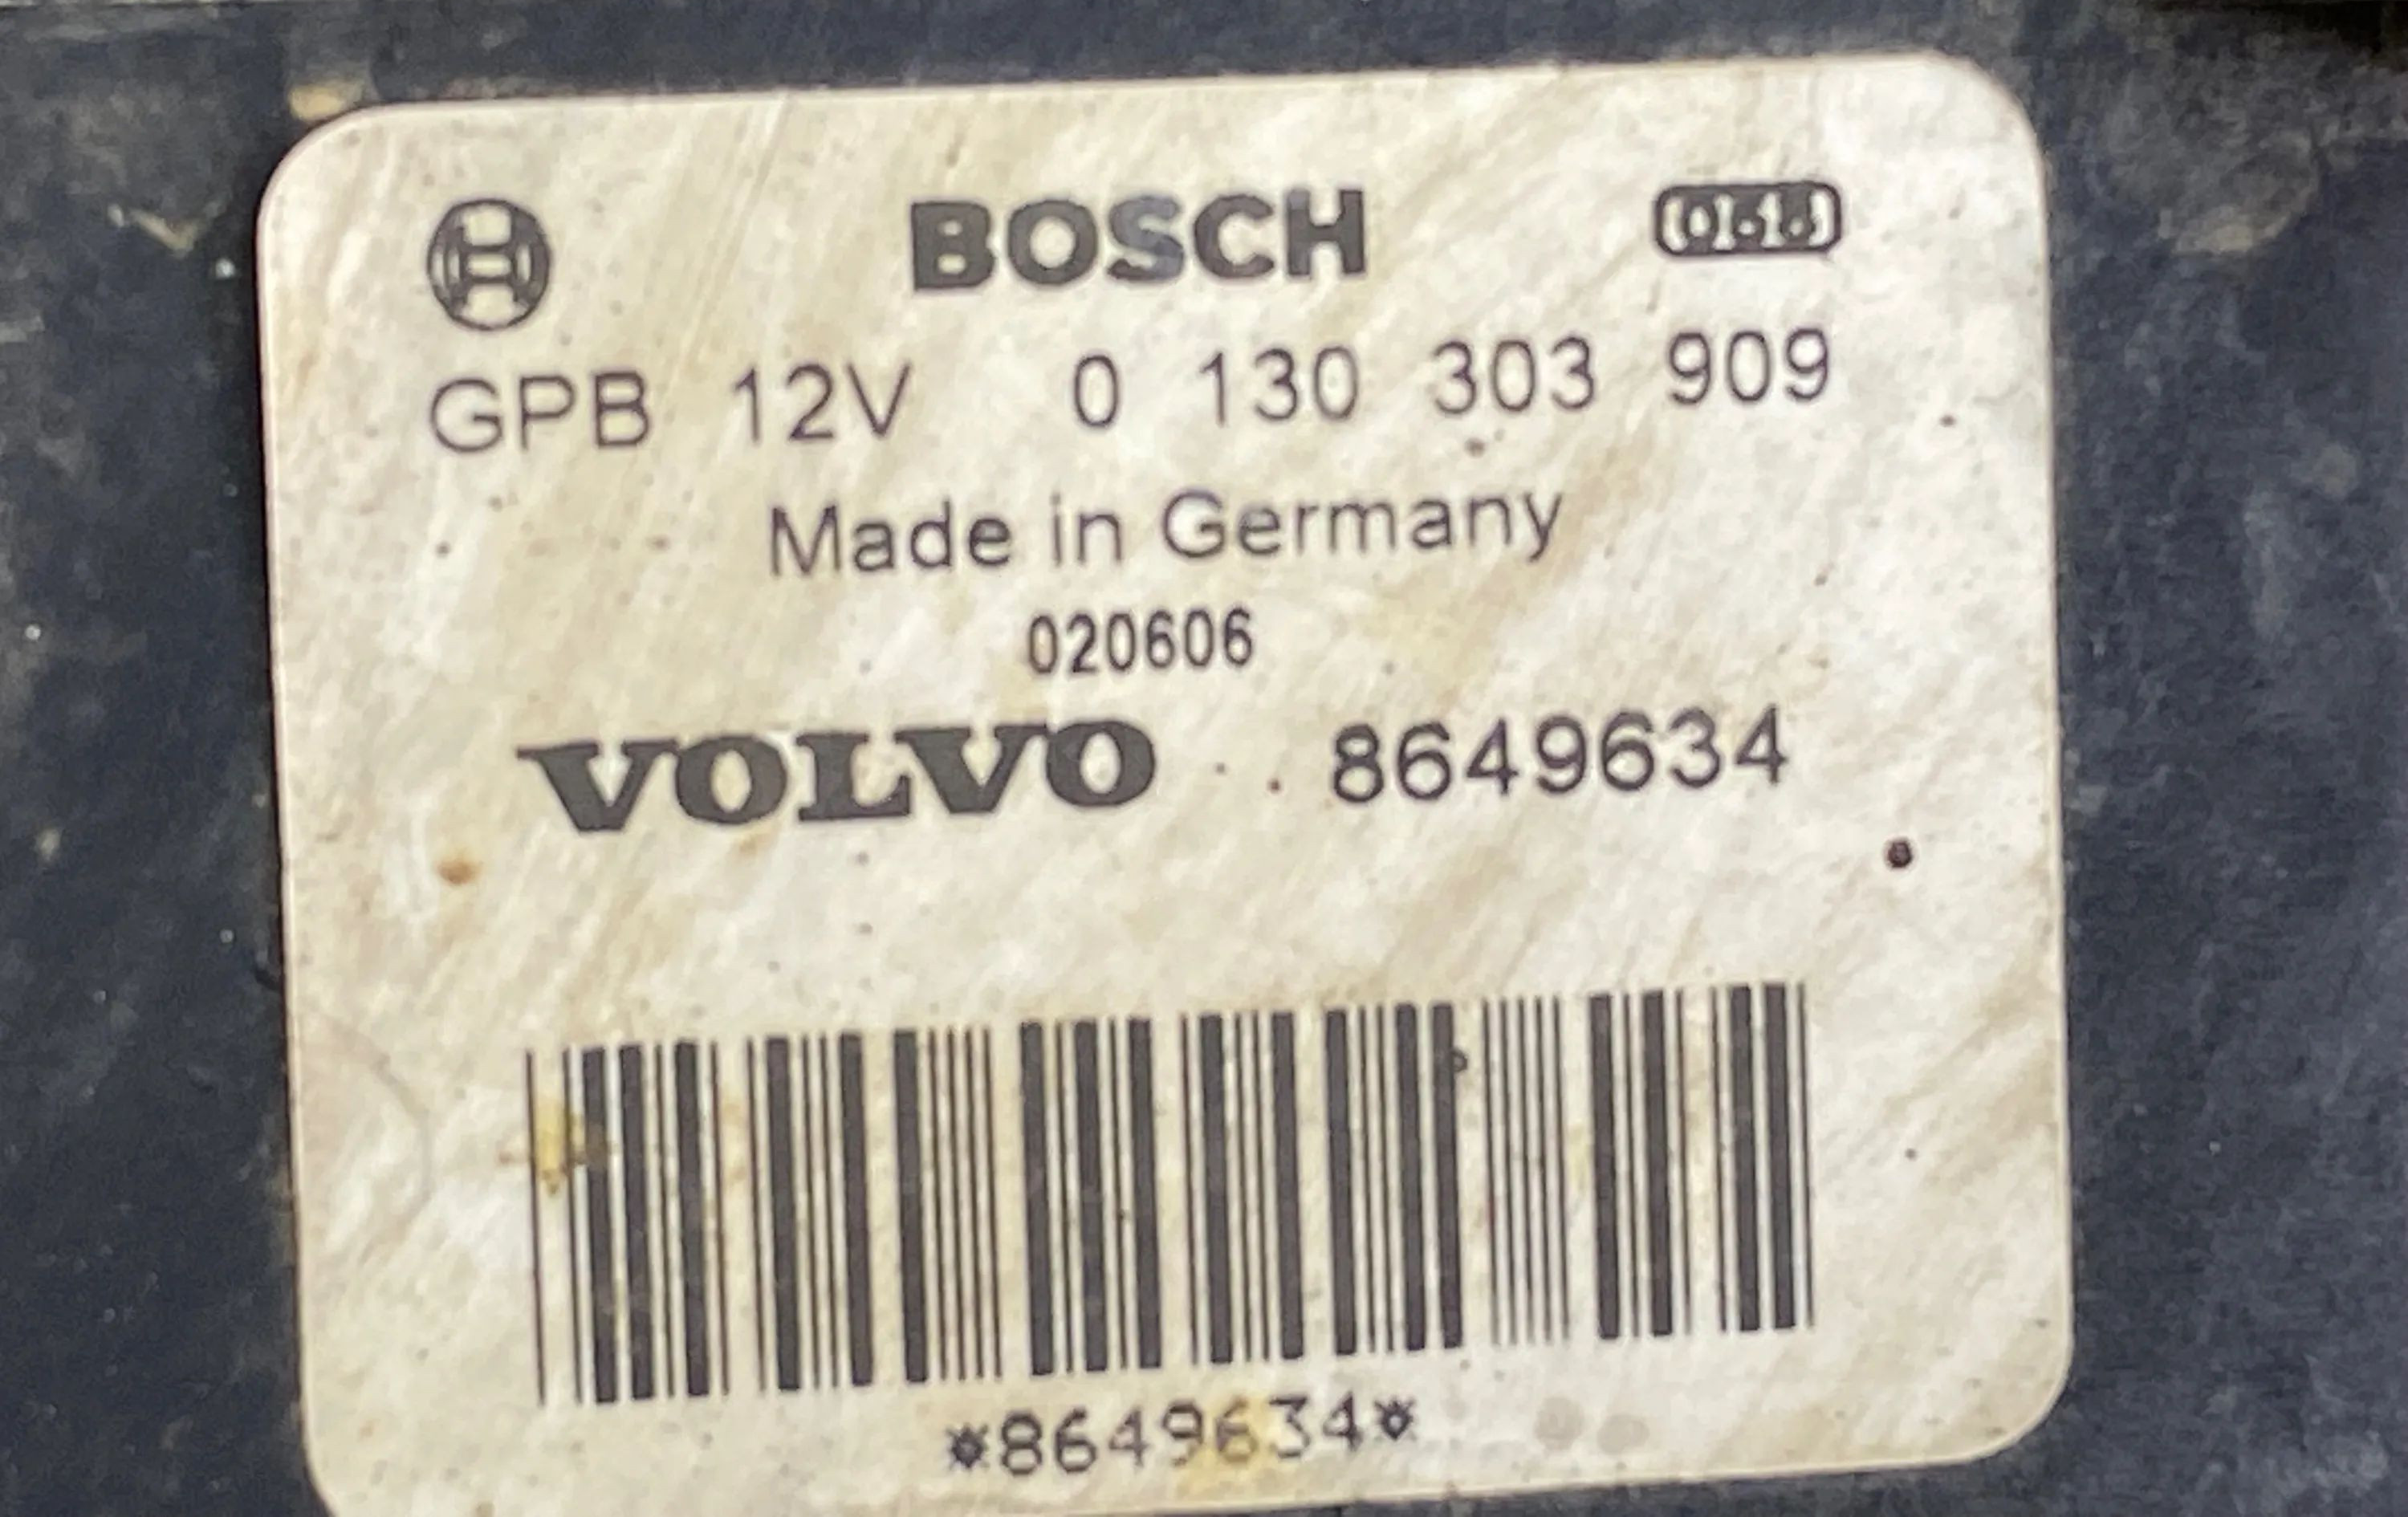 BOSCH
GPB 12V 0 130 303 909
Made in Germany
020606
VOLVO 8649634
*8649634*